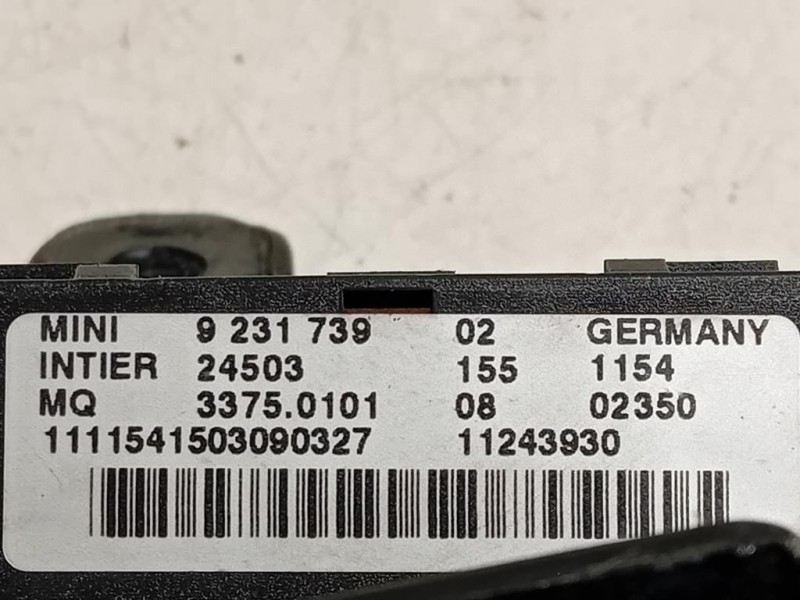 MINI 9 231 739 02 GERMANY
INTIER 24503 155 1154
MQ 3375.0101 08 02350
1111541503090327 11243930